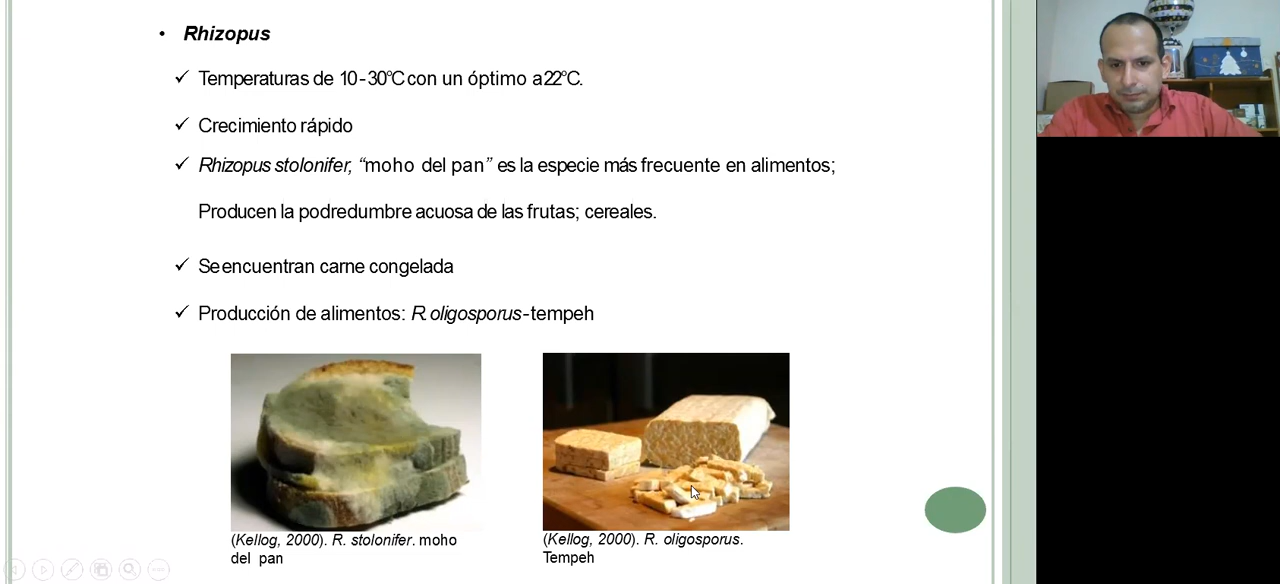 • Rhizopus
✓ Temperaturas de 10-30°C con un óptimo a 22°C.
✓ Crecimiento rápido
✓ Rhizopus stolonifer, “moho del pan” es la especie más frecuente en alimentos;
Producen la podredumbre acuosa de las frutas; cereales.
✓ Se encuentran carne congelada
✓ Producción de alimentos: R. oligosporus-tempeh
(Kellog, 2000). R. stolonifer. moho
del pan
(Kellog, 2000). R. oligosporus.
Tempeh